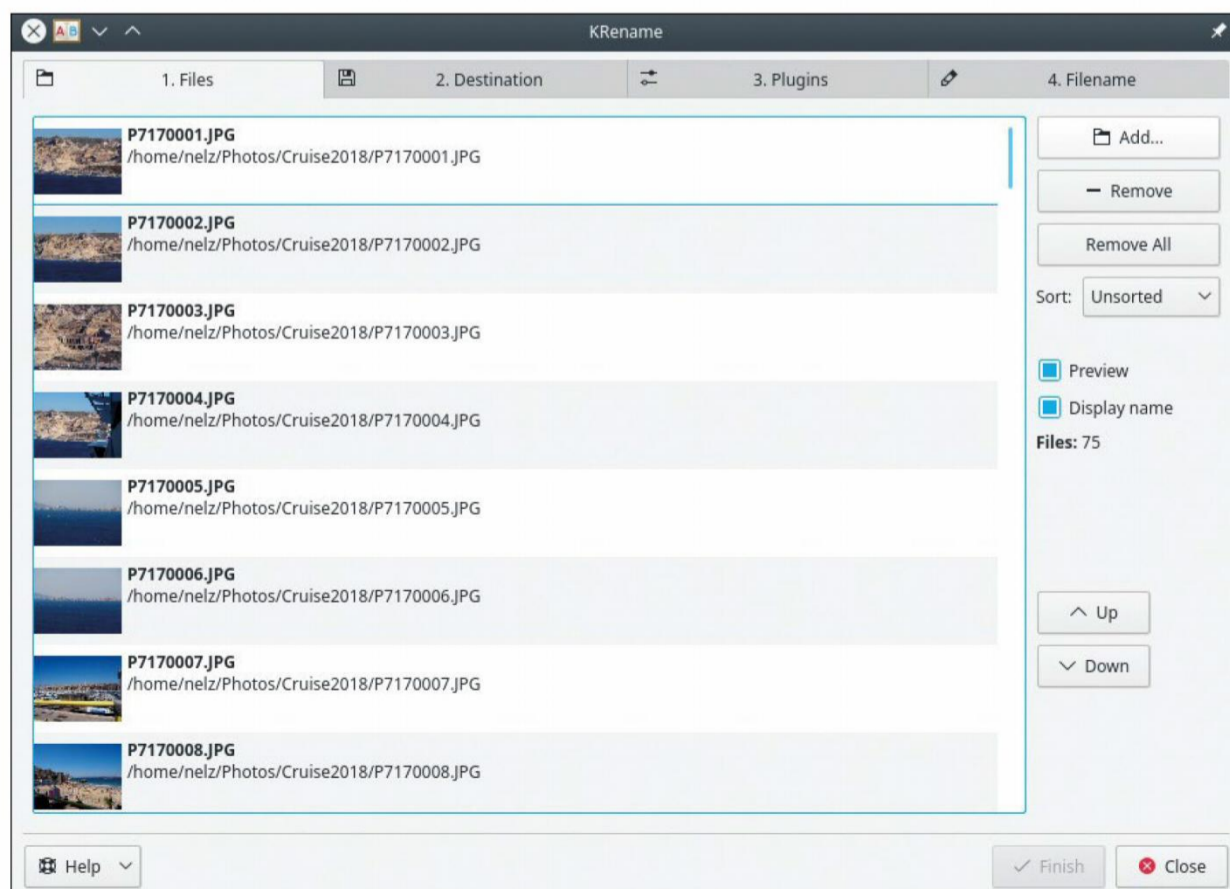 KRename
1. Files
2. Destination
3. Plugins
4. Filename
P7170001.JPG
/home/nelz/Photos/Cruise2018/P7170001.JPG
P7170002.JPG
/home/nelz/Photos/Cruise2018/P7170002.JPG
P7170003.JPG
/home/nelz/Photos/Cruise2018/P7170003.JPG
P7170004.JPG
/home/nelz/Photos/Cruise2018/P7170004.JPG
P7170005.JPG
/home/nelz/Photos/Cruise2018/P7170005.JPG
P7170006.JPG
/home/nelz/Photos/Cruise2018/P7170006.JPG
P7170007.JPG
/home/nelz/Photos/Cruise2018/P7170007.JPG
P7170008.JPG
/home/nelz/Photos/Cruise2018/P7170008.JPG
Add...
Remove
Remove All
Sort: Unsorted
Preview
Display name
Files: 75
Up
Down
Help
Finish
Close